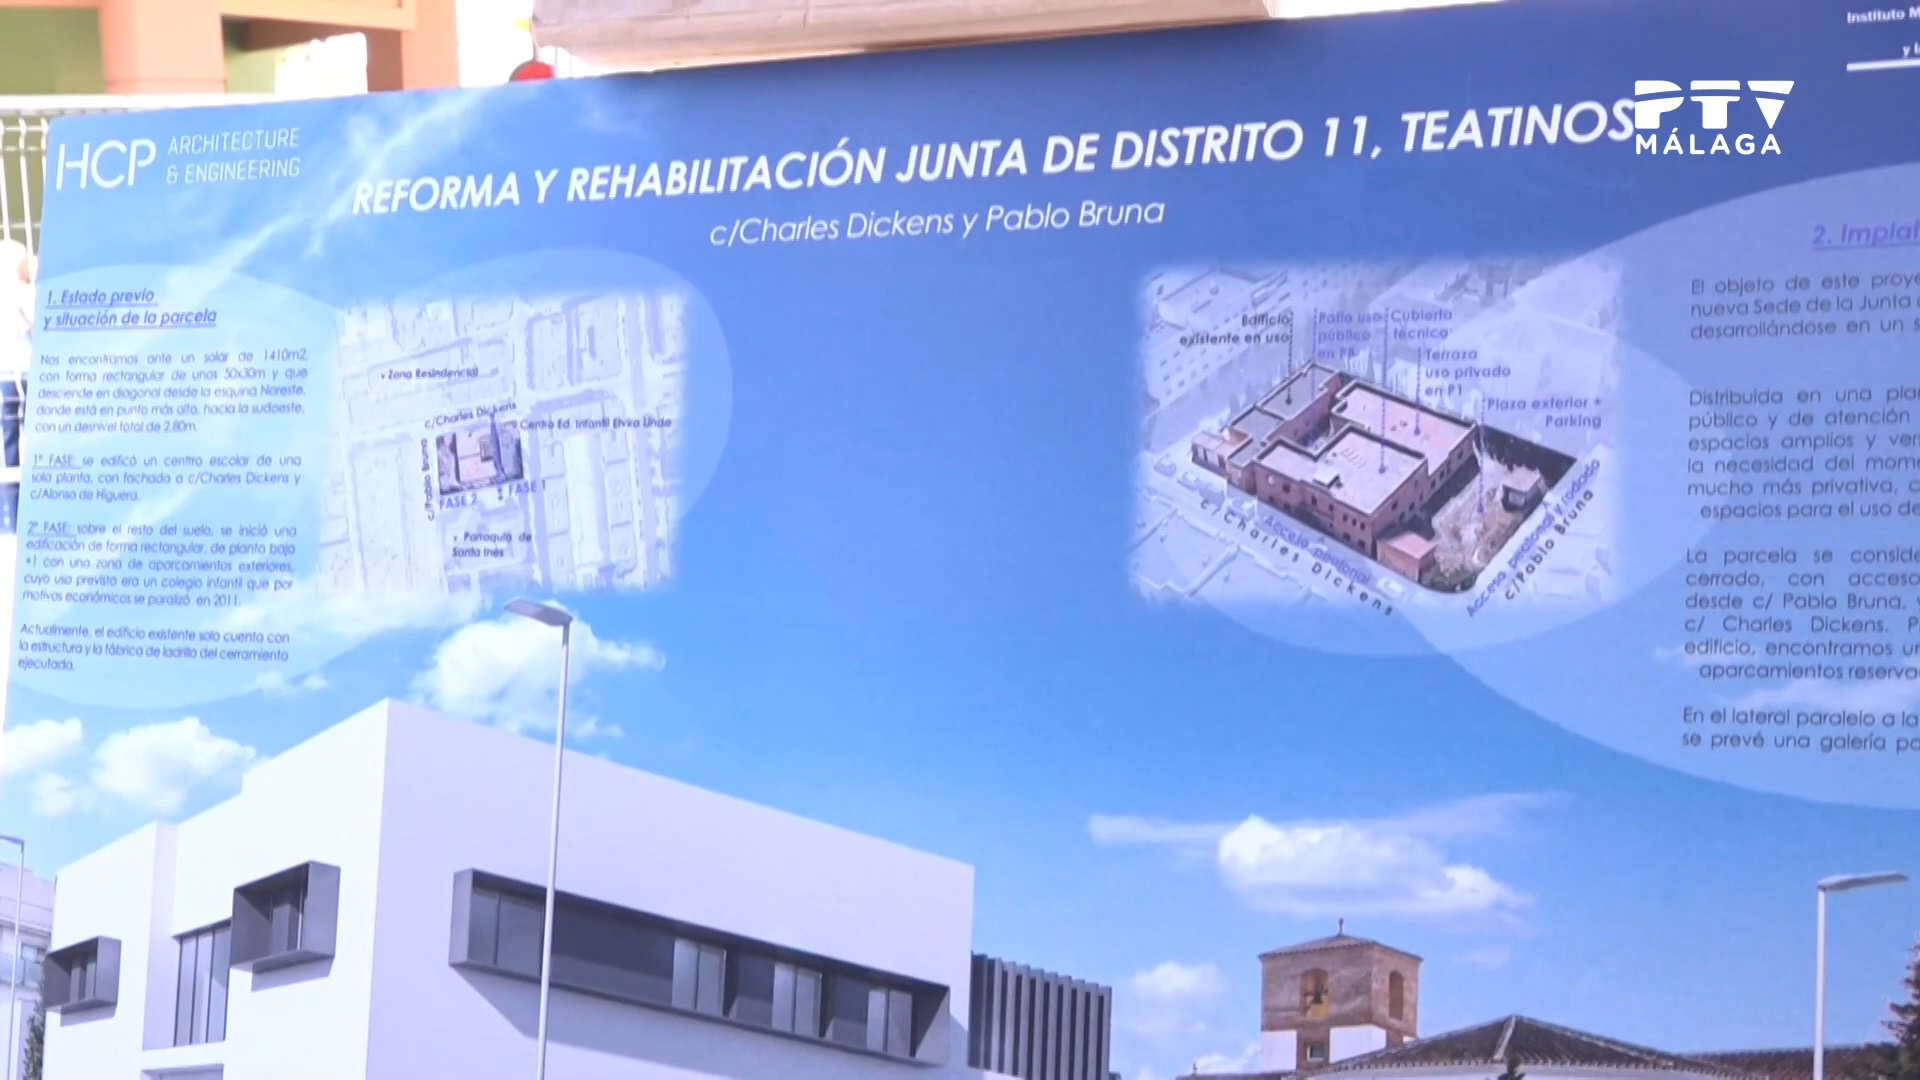 Instituto M
y l
PTV
MÁLAGA
HCP ARCHITECTURE
& ENGINEERING
REFORMA Y REHABILITACIÓN JUNTA DE DISTRITO 11, TEATINOS
c/Charles Dickens y Pablo Bruna
1. Estado previo
y situación de la parcela
Nos encontramos ante un solar de 1410m2,
con forma rectangular de unos 50x30m y que
desciende en diagonal desde la esquina Noreste,
donde está en punto más alto, hacia la sudoeste,
con un desnivel total de 2.80m.
1ª FASE: se edificó un centrro escolar de una
sola planta, con fachada a c/Charles Dickens y
c/Alonso de Higuera.
2ª FASE: sobre el resto del suelo, se inició una
edificación de forma rectangular, de planta baja
+1 con una zona de aparcamientos exteriores,
cuyo uso previsto era un colegio infantil que por
motivos económicos se paralizó en 2011.
Actualmente, el edificio existente solo cuenta con
la estructura y la fábrica de ladrillo del cerramiento
ejecutada.
Zona Resindencial
c/Charles Dickens
Centro Ed. Infantil Elvira Lindo
c/Pablo Bruna
FASE 1
FASE 2
Parroquia de
Santa Inés
Edificio
existente en uso
Patio uso
público
en PB
Cubierta
técnico
Terraza
uso privado
en P1
Plaza exterior +
Parking
Acceso peatonal
c/Charles Dickens
Acceso peatonal y rodado
c/Pablo Bruna
2. Implan
El objeto de este proye
nueva Sede de la Junta
desarrollándose en un s
Distribuida en una plan
público y de atención
espacios amplios y ver
la necesidad del mom
mucho más privativa, c
espacios para el uso de
La parcela se conside
cerrado, con acceso
desde c/ Pablo Bruna,
c/ Charles Dickens. P
edificio, encontramos un
aparcamientos reserva
En el lateral paralelo a la
se prevé una galería po